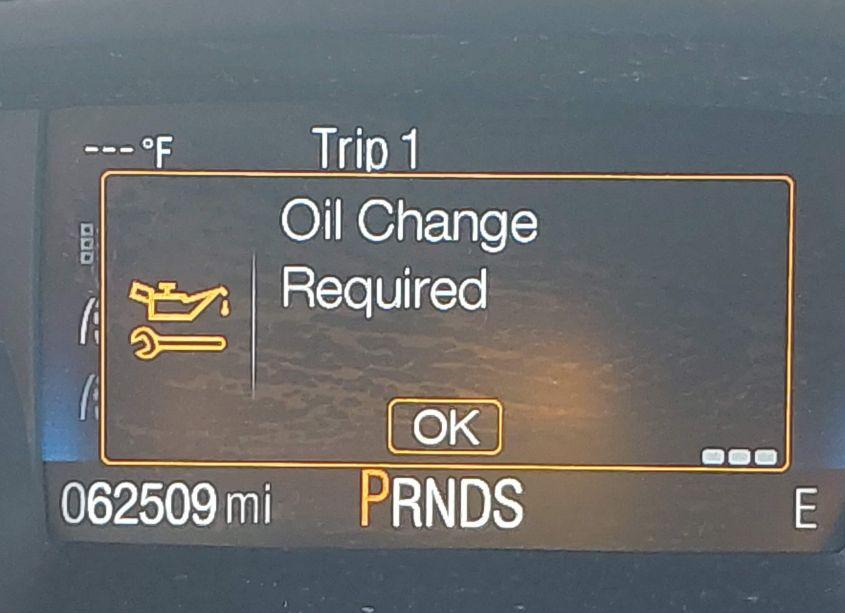 ---°F
Trip 1
Oil Change
Required
OK
062509 mi
PRNDS
E